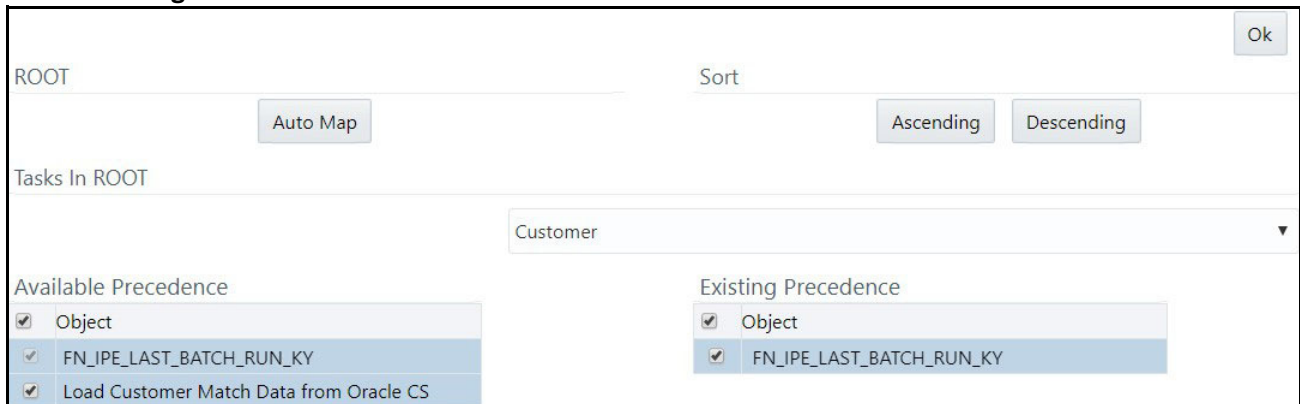 Ok
ROOT
Sort
Auto Map
Ascending
Descending
Tasks In ROOT
Customer
Available Precedence
Existing Precedence
Object
Object
FN_IPE_LAST_BATCH_RUN_KY
FN_IPE_LAST_BATCH_RUN_KY
Load Customer Match Data from Oracle CS